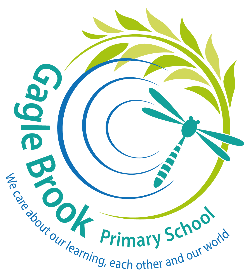 Gagle Brook
Primary School
We care about our learning, each other and our world